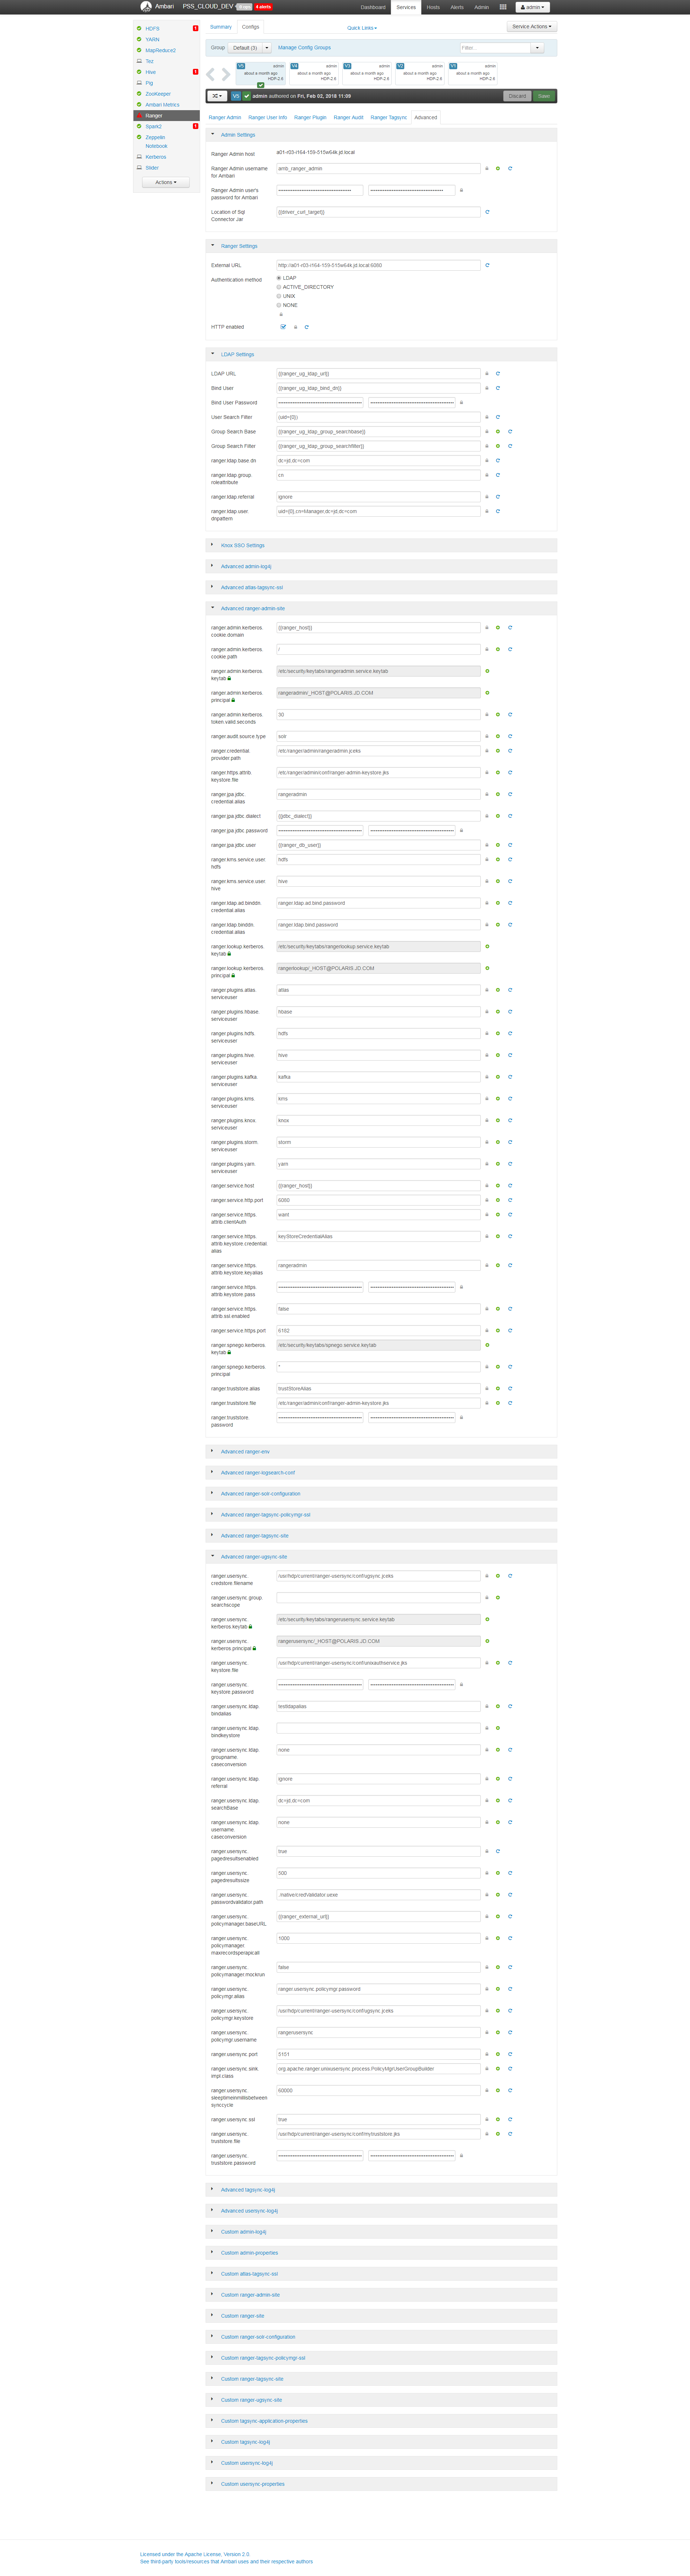 Ambari PSS_CLOUD_DEV 4 alerts Dashboard Services Hosts Alerts Admin admin
HDFS 1
YARN
MapReduce2
Tez
Hive 1
Pig
ZooKeeper
Ambari Metrics
Ranger
Spark2 1
Zeppelin
Notebook
Kerberos
Slider
Actions
Summary Configs Quick Links Service Actions
Group Default (3) Manage Config Groups Filter...
V5 admin
about a month ago
HDP-2.6
V4 admin
about a month ago
HDP-2.6
V3 admin
about a month ago
HDP-2.6
V2 admin
about a month ago
HDP-2.6
admin
about a month ago
HDP-2.6
V5 admin authored on Fri, Feb 02, 2018 11:09 Discard Save
Ranger Admin Ranger User Info Ranger Plugin Ranger Audit Ranger Tagsync Advanced
Admin Settings
Ranger Admin host
Ranger Admin username
for Ambari
amb_ranger_admin
Ranger Admin user's
password for Ambari
Location of Sql
Connector Jar
{{driver_curl_target}}
Ranger Settings
External URL
Authentication method
LDAP
ACTIVE_DIRECTORY
UNIX
NONE
HTTP enabled
LDAP Settings
LDAP URL {{ranger_ug_ldap_url}}
Bind User {{ranger_ug_ldap_bind_dn}}
Bind User Password
User Search Filter (uid={0})
Group Search Base {{ranger_ug_ldap_group_searchbase}}
Group Search Filter {{ranger_ug_ldap_group_searchfilter}}
ranger.ldap.base.dn dc=jd,dc=com
ranger.ldap.group.
roleattribute
cn
ranger.ldap.referral ignore
ranger.ldap.user.
dnpattern
uid={0},cn=Manager,dc=jd,dc=com
Knox SSO Settings
Advanced admin-log4j
Advanced atlas-tagsync-ssl
Advanced ranger-admin-site
ranger.admin.kerberos.
cookie.domain
{{ranger_host}}
ranger.admin.kerberos.
cookie.path
/
ranger.admin.kerberos.
keytab
/etc/security/keytabs/rangeradmin.service.keytab
ranger.admin.kerberos.
principal
rangeradmin/_HOST@POLARIS.JD.COM
ranger.admin.kerberos.
token.valid.seconds
30
ranger.audit.source.type solr
ranger.credential.
provider.path
/etc/ranger/admin/rangeradmin.jceks
ranger.https.attrib.
keystore.file
/etc/ranger/admin/conf/ranger-admin-keystore.jks
ranger.jpa.jdbc.
credential.alias
rangeradmin
ranger.jpa.jdbc.dialect {{jdbc_dialect}}
ranger.jpa.jdbc.password
ranger.jpa.jdbc.user {{ranger_db_user}}
ranger.kms.service.user.
hdfs
hdfs
ranger.kms.service.user.
hive
hive
ranger.ldap.ad.binddn.
credential.alias
ranger.ldap.ad.bind.password
ranger.ldap.binddn.
credential.alias
ranger.ldap.bind.password
ranger.lookup.kerberos.
keytab
/etc/security/keytabs/rangerlookup.service.keytab
ranger.lookup.kerberos.
principal
rangerlookup/_HOST@POLARIS.JD.COM
ranger.plugins.atlas.
serviceuser
atlas
ranger.plugins.hbase.
serviceuser
hbase
ranger.plugins.hdfs.
serviceuser
hdfs
ranger.plugins.hive.
serviceuser
hive
ranger.plugins.kafka.
serviceuser
kafka
ranger.plugins.kms.
serviceuser
kms
ranger.plugins.knox.
serviceuser
knox
ranger.plugins.storm.
serviceuser
storm
ranger.plugins.yarn.
serviceuser
yarn
ranger.service.host {{ranger_host}}
ranger.service.http.port 6080
ranger.service.https.
attrib.clientAuth
want
ranger.service.https.
attrib.keystore.credential.
alias
keyStoreCredentialAlias
ranger.service.https.
attrib.keystore.keyalias
rangeradmin
ranger.service.https.
attrib.keystore.pass
ranger.service.https.
attrib.ssl.enabled
false
ranger.service.https.port 6182
ranger.spnego.kerberos.
keytab
/etc/security/keytabs/spnego.service.keytab
ranger.spnego.kerberos.
principal
*
ranger.truststore.alias trustStoreAlias
ranger.truststore.file /etc/ranger/admin/conf/ranger-admin-keystore.jks
ranger.truststore.
password
Advanced ranger-env
Advanced ranger-logsearch-conf
Advanced ranger-solr-configuration
Advanced ranger-tagsync-policymgr-ssl
Advanced ranger-tagsync-site
Advanced ranger-ugsync-site
ranger.usersync.
credstore.filename
/usr/hdp/current/ranger-usersync/conf/ugsync.jceks
ranger.usersync.group.
searchscope
ranger.usersync.
kerberos.keytab
/etc/security/keytabs/rangerusersync.service.keytab
ranger.usersync.
kerberos.principal
rangerusersync/_HOST@POLARIS.JD.COM
ranger.usersync.
keystore.file
/usr/hdp/current/ranger-usersync/conf/unixauthservice.jks
ranger.usersync.
keystore.password
ranger.usersync.ldap.
bindalias
testldapalias
ranger.usersync.ldap.
bindkeystore
ranger.usersync.ldap.
groupname.
caseconversion
none
ranger.usersync.ldap.
referral
ignore
ranger.usersync.ldap.
searchBase
dc=jd,dc=com
ranger.usersync.ldap.
username.
caseconversion
none
ranger.usersync.
pagedresultsenabled
true
ranger.usersync.
pagedresultssize
500
ranger.usersync.
passwordvalidator.path
./native/credValidator.uexe
ranger.usersync.
policymanager.baseURL
{{ranger_external_url}}
ranger.usersync.
policymanager.
maxrecordsperapicall
1000
ranger.usersync.
policymanager.mockrun
false
ranger.usersync.
policymgr.alias
ranger.usersync.policymgr.password
ranger.usersync.
policymgr.keystore
/usr/hdp/current/ranger-usersync/conf/ugsync.jceks
ranger.usersync.
policymgr.username
rangerusersync
ranger.usersync.port 5151
ranger.usersync.sink.
impl.class
org.apache.ranger.unixusersync.process.PolicyMgrUserGroupBuilder
ranger.usersync.
sleeptimeinmillisbetween
synccycle
60000
ranger.usersync.ssl true
ranger.usersync.
truststore.file
/usr/hdp/current/ranger-usersync/conf/mytruststore.jks
ranger.usersync.
truststore.password
Advanced tagsync-log4j
Advanced usersync-log4j
Custom admin-log4j
Custom admin-properties
Custom atlas-tagsync-ssl
Custom ranger-admin-site
Custom ranger-site
Custom ranger-solr-configuration
Custom ranger-tagsync-policymgr-ssl
Custom ranger-tagsync-site
Custom ranger-ugsync-site
Custom tagsync-application-properties
Custom tagsync-log4j
Custom usersync-log4j
Custom usersync-properties
Licensed under the Apache License, Version 2.0.
See third-party tools/resources that Ambari uses and their respective authors